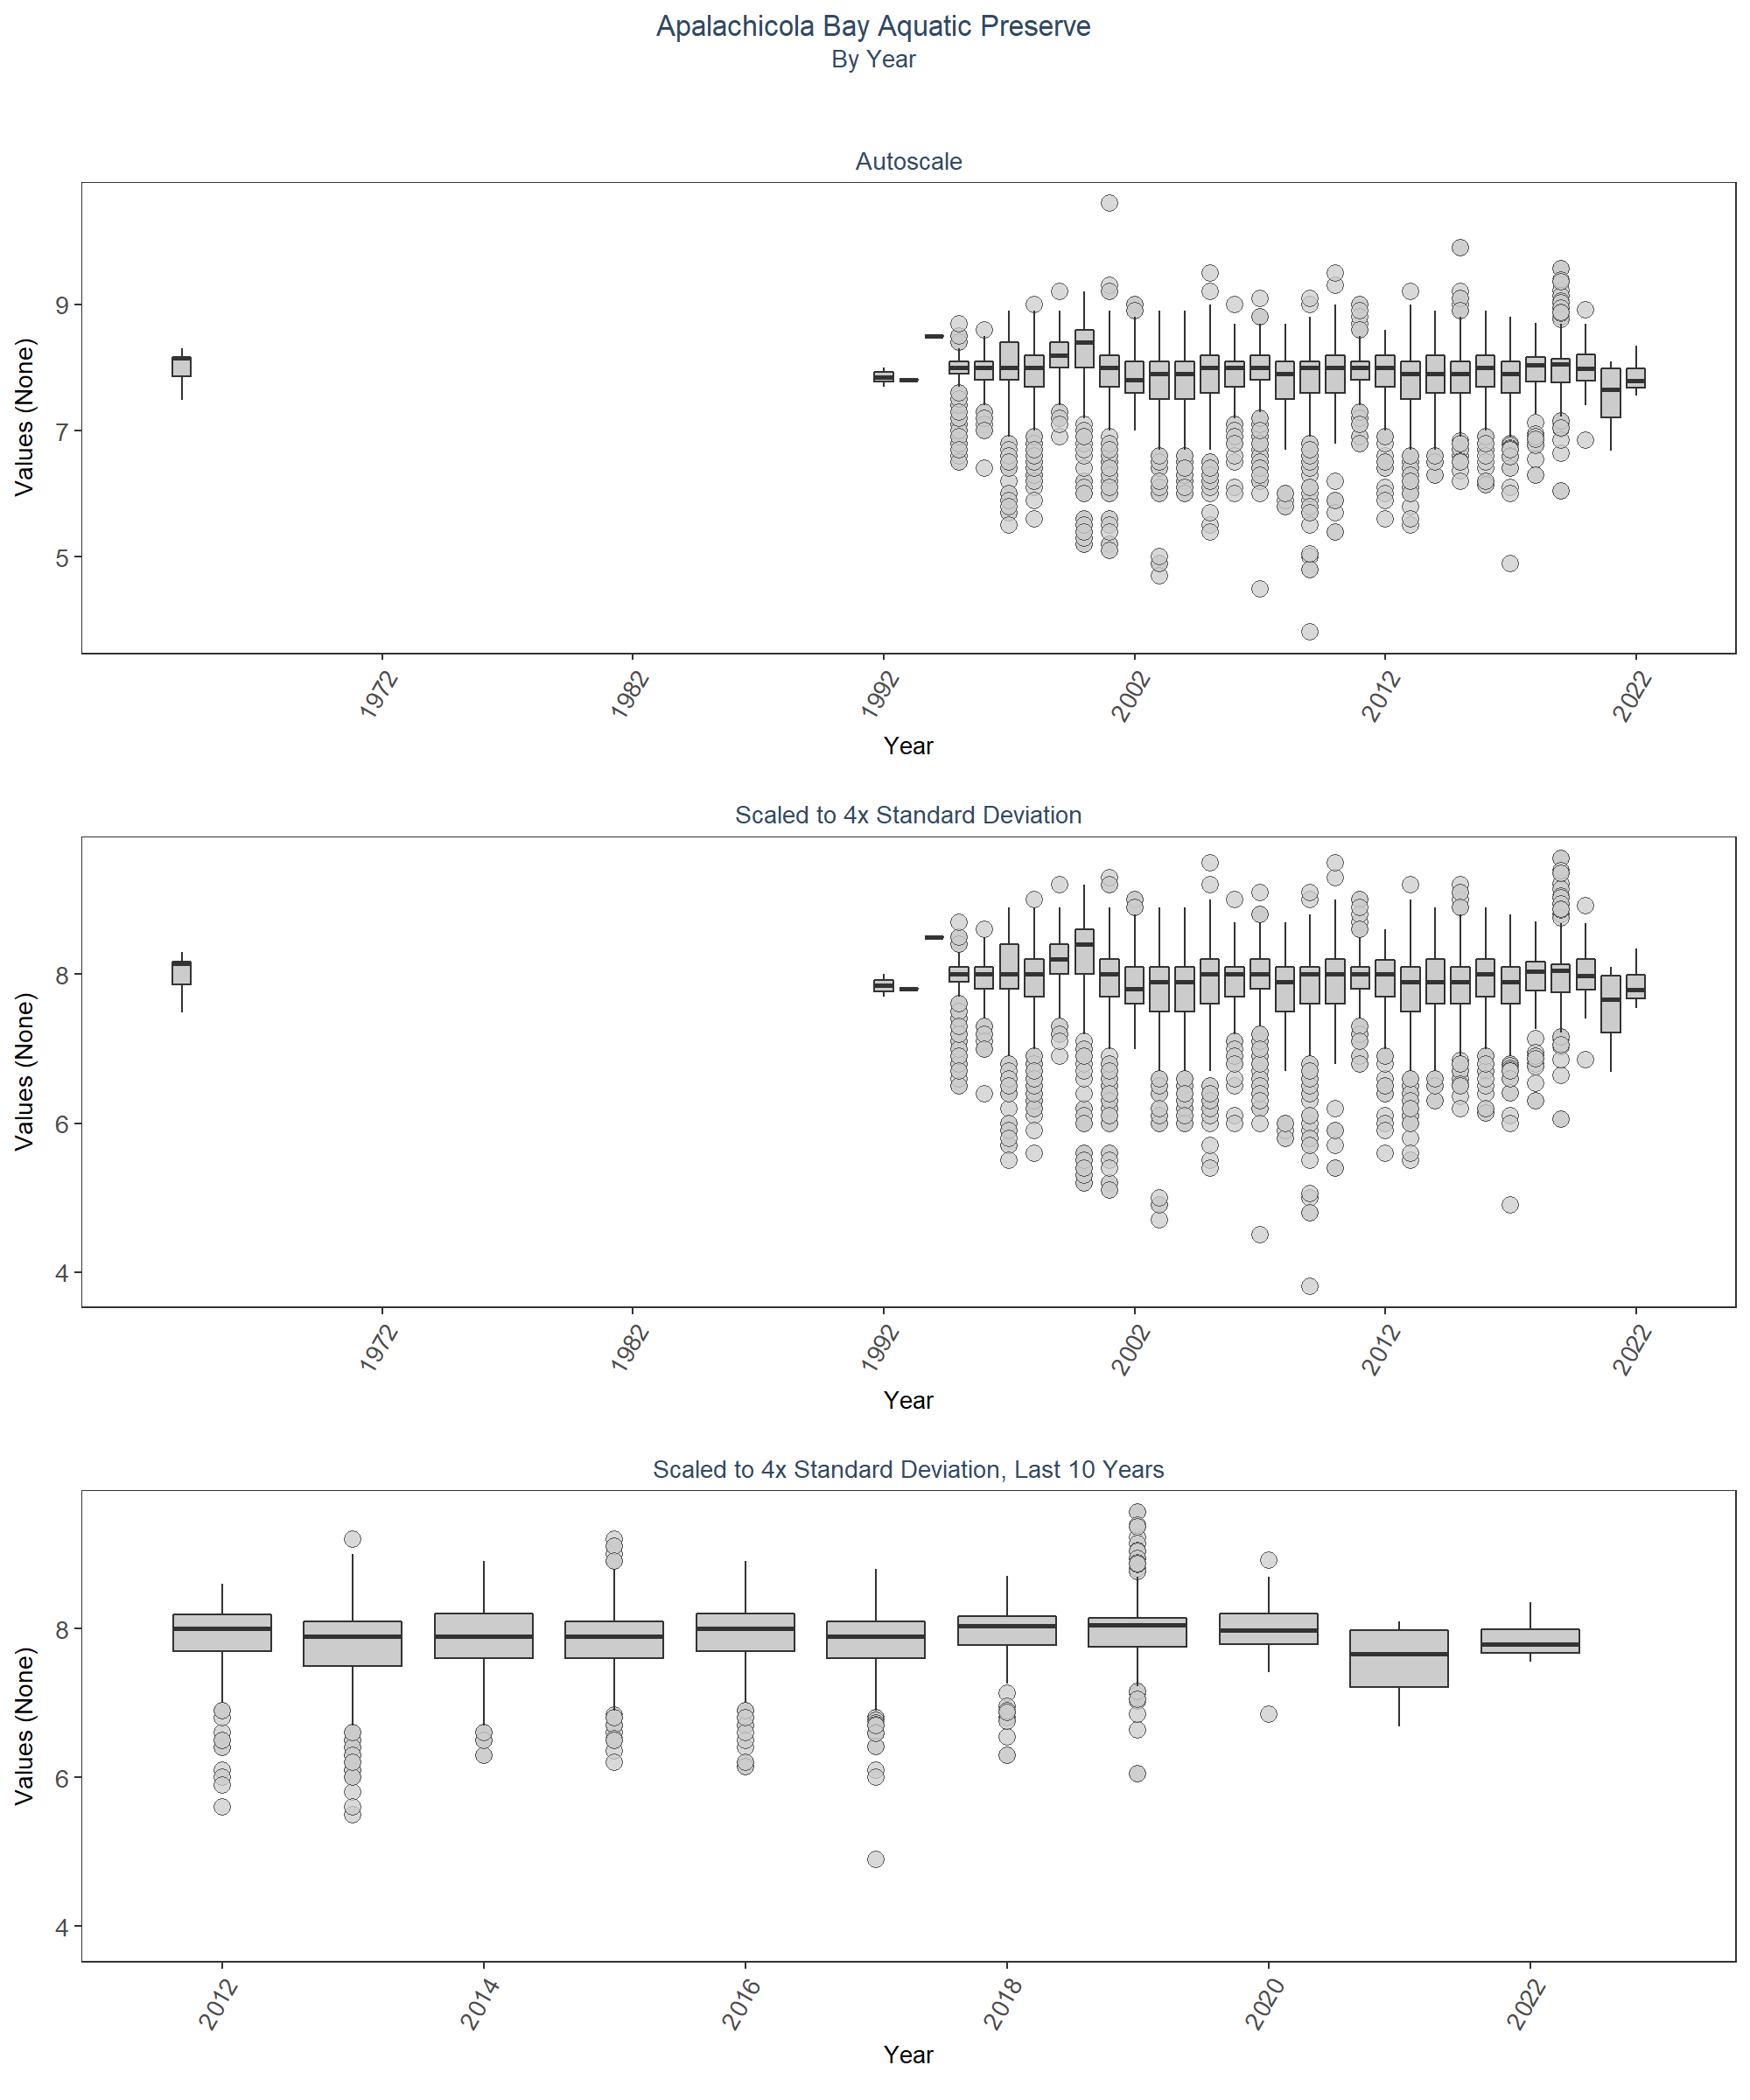 Apalachicola Bay Aquatic Preserve
By Year
Autoscale
Values (None)
9
7
5
1972
1982
1992
2002
2012
2022
Year
Scaled to 4x Standard Deviation
Values (None)
8
6
4
1972
1982
1992
2002
2012
2022
Year
Scaled to 4x Standard Deviation, Last 10 Years
Values (None)
8
6
4
2012
2014
2016
2018
2020
2022
Year